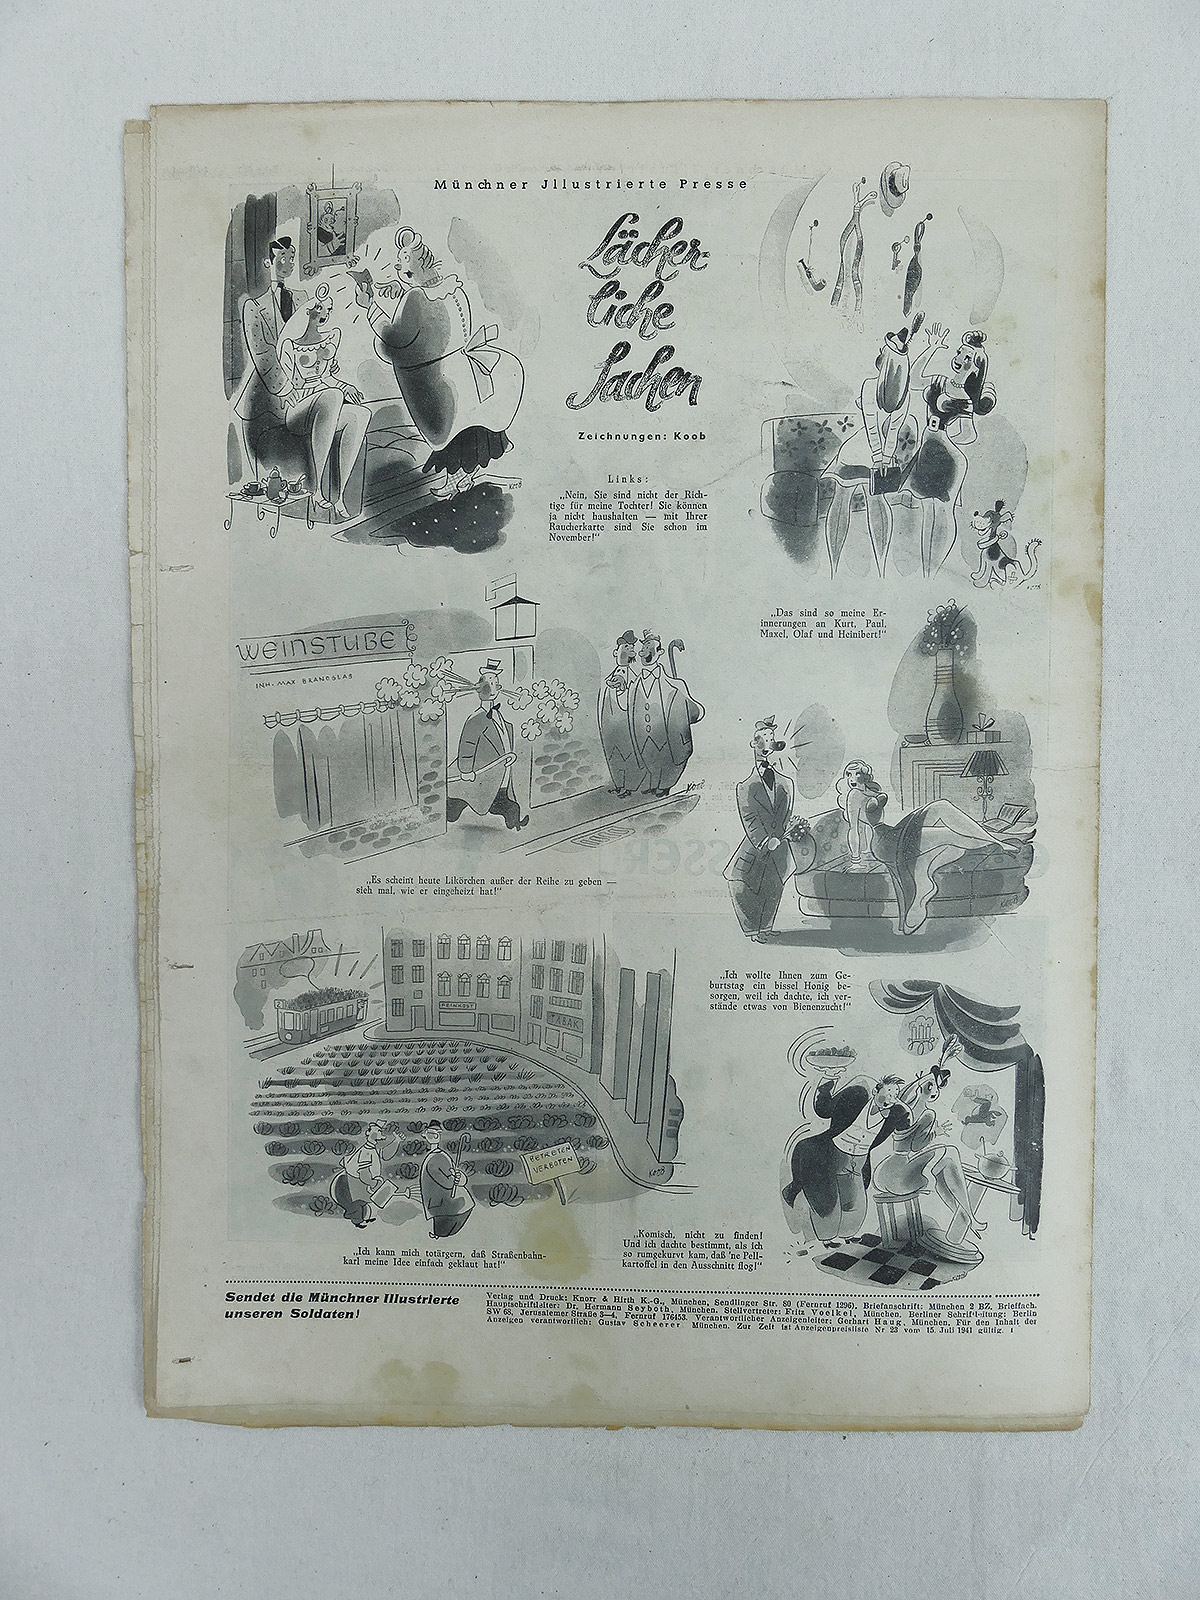 Münchner Jllustrierte Presse
Lächer-
liche
Sachen
Zeichnungen: Koob
Links:
„Nein, Sie sind nicht der Rich-
tige für meine Tochter! Sie können
ja nicht haushalten — mit Ihrer
Raucherkarte sind Sie schon im
November!“
KOOB
KOOB
„Das sind so meine Er-
innerungen an Kurt, Paul,
Maxel, Olaf und Heinibert!“
WEINSTUBE
INH. MAX BRANDGLAS
KOOB
„Es scheint heute Likörchen außer der Reihe zu geben —
sieh mal, wie er eingeheizt hat!“
KOOB
„Ich wollte Ihnen zum Ge-
burtstag ein bissel Honig be-
sorgen, weil ich dachte, ich ver-
stände etwas von Bienenzucht!“
FEINKOST
TABAK
BETRETEN
VERBOTEN
KOOB
„Ich kann mich totärgern, daß Straßenbahn-
karl meine Idee einfach geklaut hat!“
„Komisch, nicht zu finden!
Und ich dachte bestimmt, als ich
so rumgekurvt kam, daß 'ne Pell-
kartoffel in den Ausschnitt flog!“
KOOB
Sendet die Münchner Illustrierte
unseren Soldaten!
Verlag und Druck: Knorr & Hirth K.-G., München, Sendlinger Str. 80 (Fernruf 1296). Briefanschrift: München 2 BZ, Brieffach.
Hauptschriftleiter: Dr. Hermann Seyboth, München. Stellvertreter: Fritz Voelkel, München. Berliner Schriftleitung: Berlin
SW 68, Jerusalemer Straße 3—4, Fernruf 176453. Verantwortlicher Anzeigenleiter: Gerhart Haug, München. Für den Inhalt der
Anzeigen verantwortlich: Gustav Scheerer, München. Zur Zeit ist Anzeigenpreisliste Nr 23 vom 15. Juli 1941 gültig. I